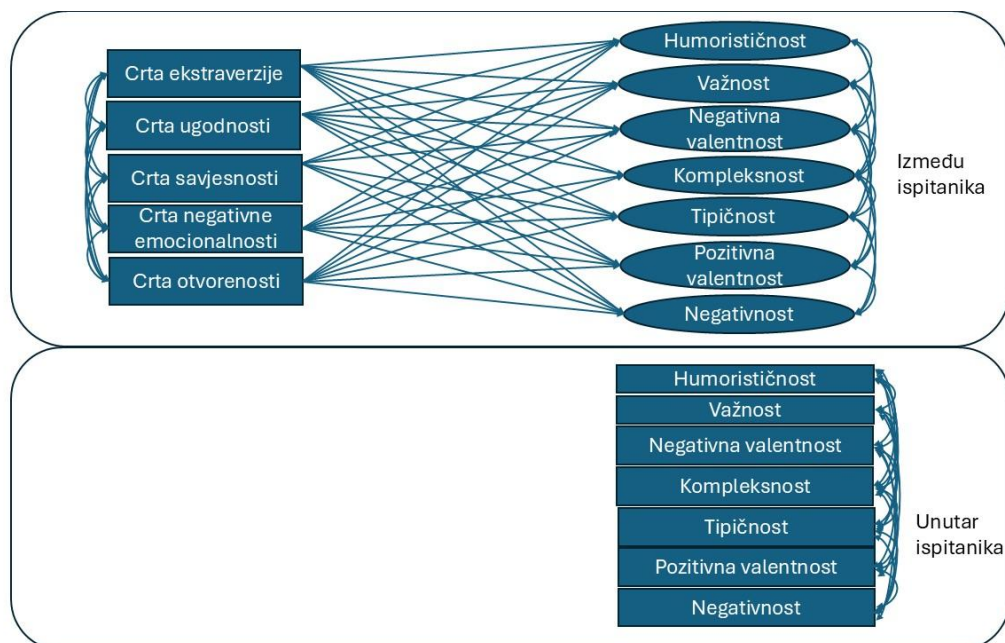 Crta ekstraverzije
Crta ugodnosti
Crta savjesnosti
Crta negativne
emocionalnosti
Crta otvorenosti
Humorističnost
Važnost
Negativna
valentnost
Kompleksnost
Tipičnost
Pozitivna
valentnost
Negativnost
Između
ispitanika
Humorističnost
Važnost
Negativna valentnost
Kompleksnost
Tipičnost
Pozitivna valentnost
Negativnost
Unutar
ispitanika